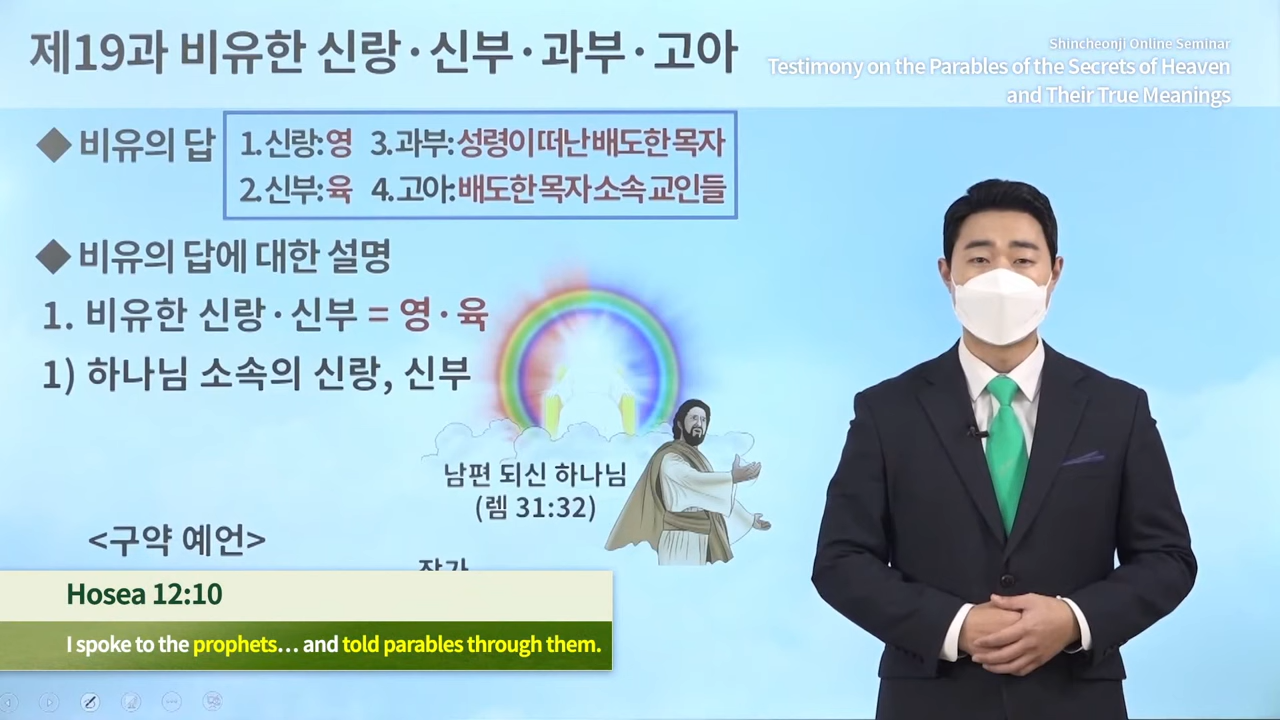 제19과 비유한 신랑·신부·과부·고아
Shincheonji Online Seminar
Testimony on the Parables of the Secrets of Heaven
and Their True Meanings
◆ 비유의 답
1. 신랑: 영 3. 과부: 성령이 떠난 배도한 목자
2. 신부: 육 4. 고아: 배도한 목자 소속 교인들
◆ 비유의 답에 대한 설명
1. 비유한 신랑·신부 = 영·육
1) 하나님 소속의 신랑, 신부
남편 되신 하나님
(렘 31:32)
<구약 예언>
Hosea 12:10
I spoke to the prophets… and told parables through them.